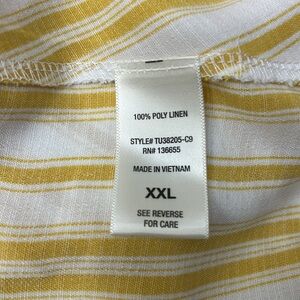 100% POLY LINEN
STYLE# TU38205-C9
RN# 136655
MADE IN VIETNAM
XXL
SEE REVERSE
FOR CARE